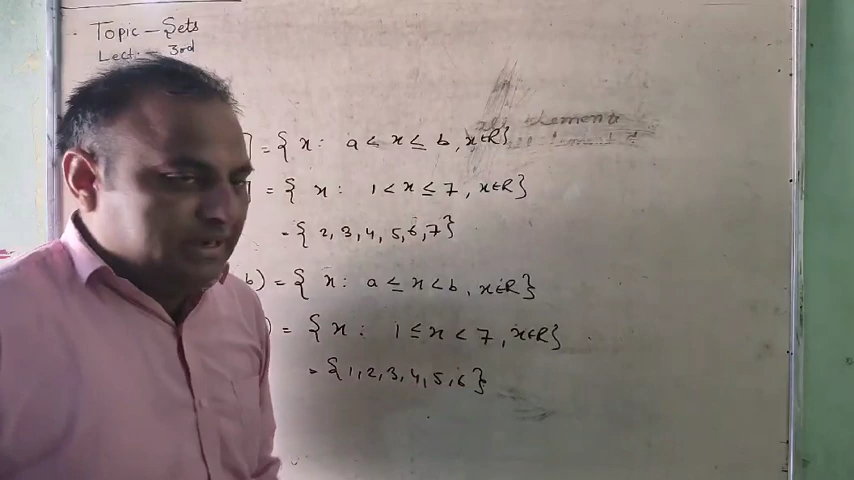 Topic - Sets
Lect. - 3rd
] = { x : a < x ≤ b, x∈R}
] = { x : 1 < x ≤ 7, x∈R}
= { 2, 3, 4, 5, 6, 7 }
b) = { x : a ≤ x < b, x∈R}
) = { x : 1 ≤ x < 7, x∈R}
= { 1, 2, 3, 4, 5, 6 }